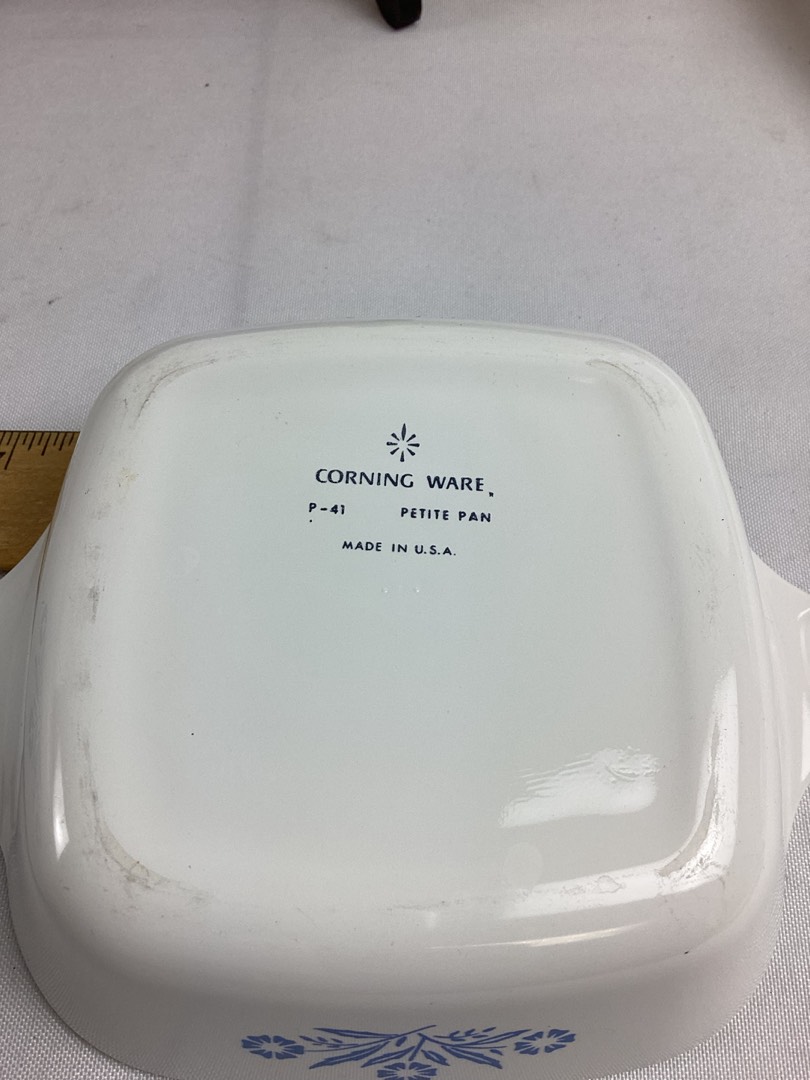 CORNING WARE®
P-41 PETITE PAN
MADE IN U.S.A.